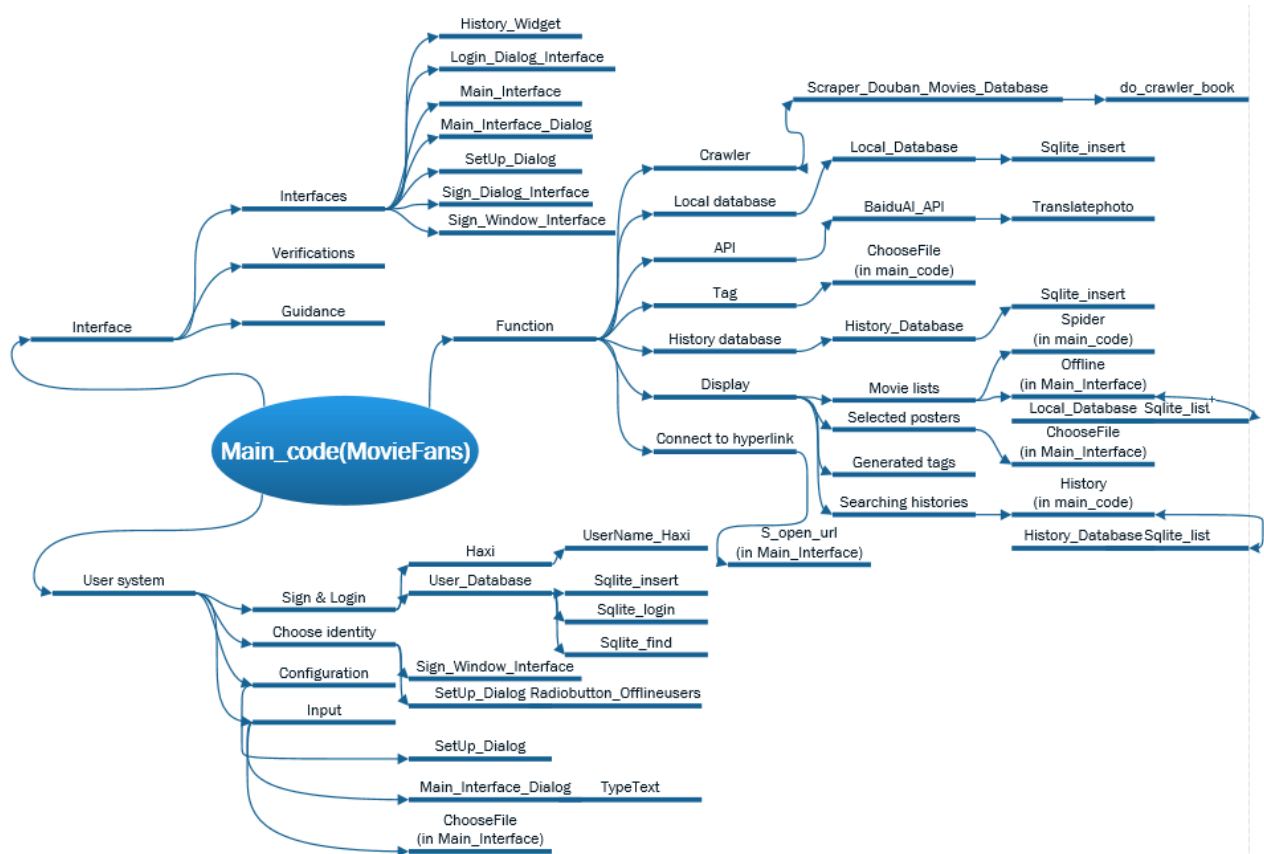 Main_code(MovieFans)
Interface
Interfaces
History_Widget
Login_Dialog_Interface
Main_Interface
Main_Interface_Dialog
SetUp_Dialog
Sign_Dialog_Interface
Sign_Window_Interface
Verifications
Guidance
Function
Crawler
Scraper_Douban_Movies_Database
do_crawler_book
Local database
Local_Database
Sqlite_insert
API
BaiduAI_API
Translatephoto
Tag
ChooseFile
(in main_code)
History database
History_Database
Sqlite_insert
Display
Movie lists
Spider
(in main_code)
Offline
(in Main_Interface)
Local_Database Sqlite_list
Selected posters
ChooseFile
(in Main_Interface)
Generated tags
Searching histories
History
(in main_code)
History_Database Sqlite_list
Connect to hyperlink
S_open_url
(in Main_Interface)
User system
Sign & Login
Haxi
UserName_Haxi
User_Database
Sqlite_insert
Sqlite_login
Sqlite_find
Choose identity
Sign_Window_Interface
SetUp_Dialog Radiobutton_Offlineusers
Configuration
SetUp_Dialog
Input
Main_Interface_Dialog TypeText
ChooseFile
(in Main_Interface)